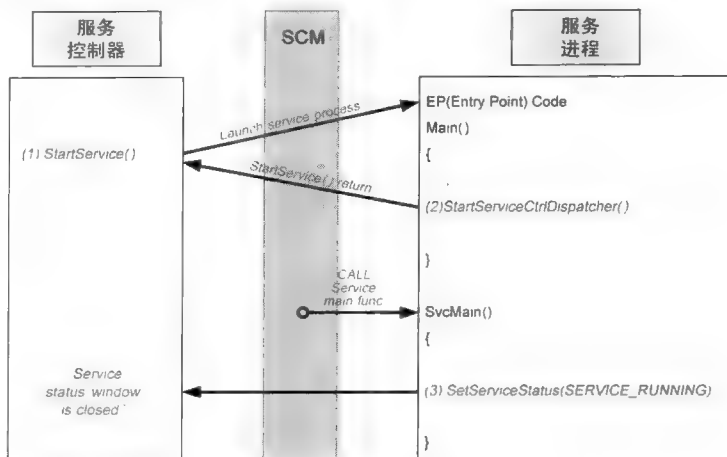 服务
控制器
SCM
服务
进程
EP(Entry Point) Code
Launch service process
Main()
(1) StartService()
{
StartService() return
(2)StartServiceCtrlDispatcher()
}
CALL
Service
main func
SvcMain()
{
Service
status window
is closed
(3) SetServiceStatus(SERVICE_RUNNING)
}